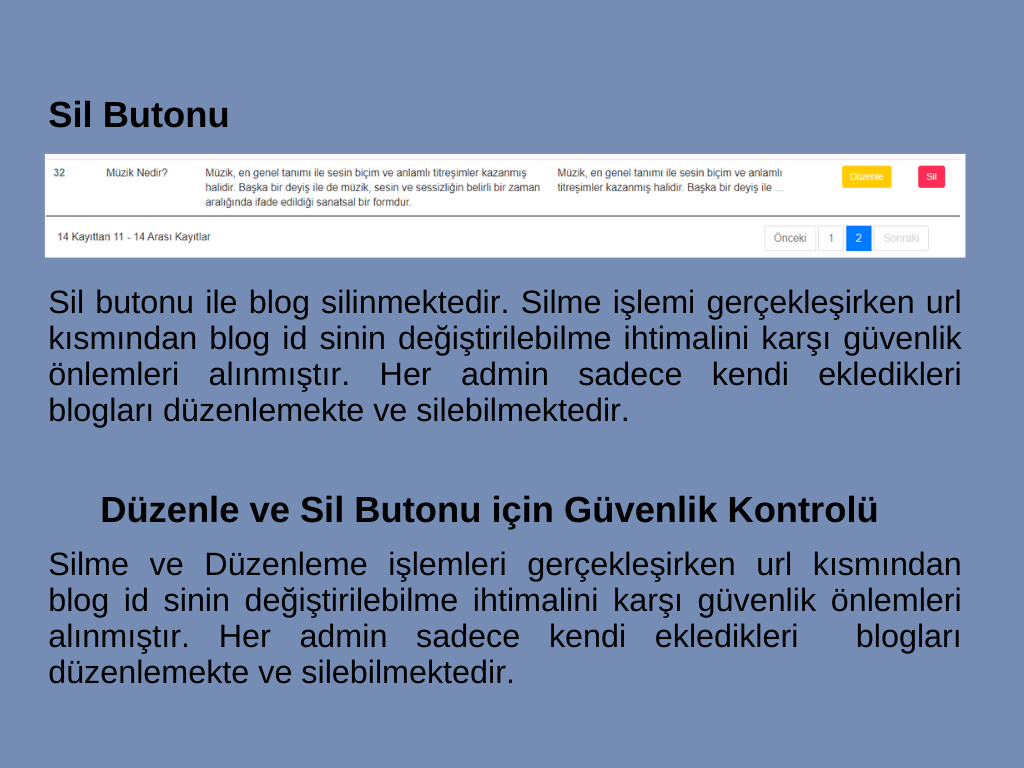 Sil Butonu
32 Müzik Nedir? Müzik, en genel tanımı ile sesin biçim ve anlamlı titreşimler kazanmış Müzik, en genel tanımı ile sesin biçim ve anlamlı Düzenle Sil
halidir. Başka bir deyiş ile de müzik, sesin ve sessizliğin belirli bir zaman titreşimler kazanmış halidir. Başka bir deyiş ile ...
aralığında ifade edildiği sanatsal bir formdur.
14 Kayıttan 11 - 14 Arası Kayıtlar Önceki 1 2 Sonraki
Sil butonu ile blog silinmektedir. Silme işlemi gerçekleşirken url
kısmından blog id sinin değiştirilebilme ihtimalini karşı güvenlik
önlemleri alınmıştır. Her admin sadece kendi ekledikleri
blogları düzenlemekte ve silebilmektedir.
Düzenle ve Sil Butonu için Güvenlik Kontrolü
Silme ve Düzenleme işlemleri gerçekleşirken url kısmından
blog id sinin değiştirilebilme ihtimalini karşı güvenlik önlemleri
alınmıştır. Her admin sadece kendi ekledikleri blogları
düzenlemekte ve silebilmektedir.